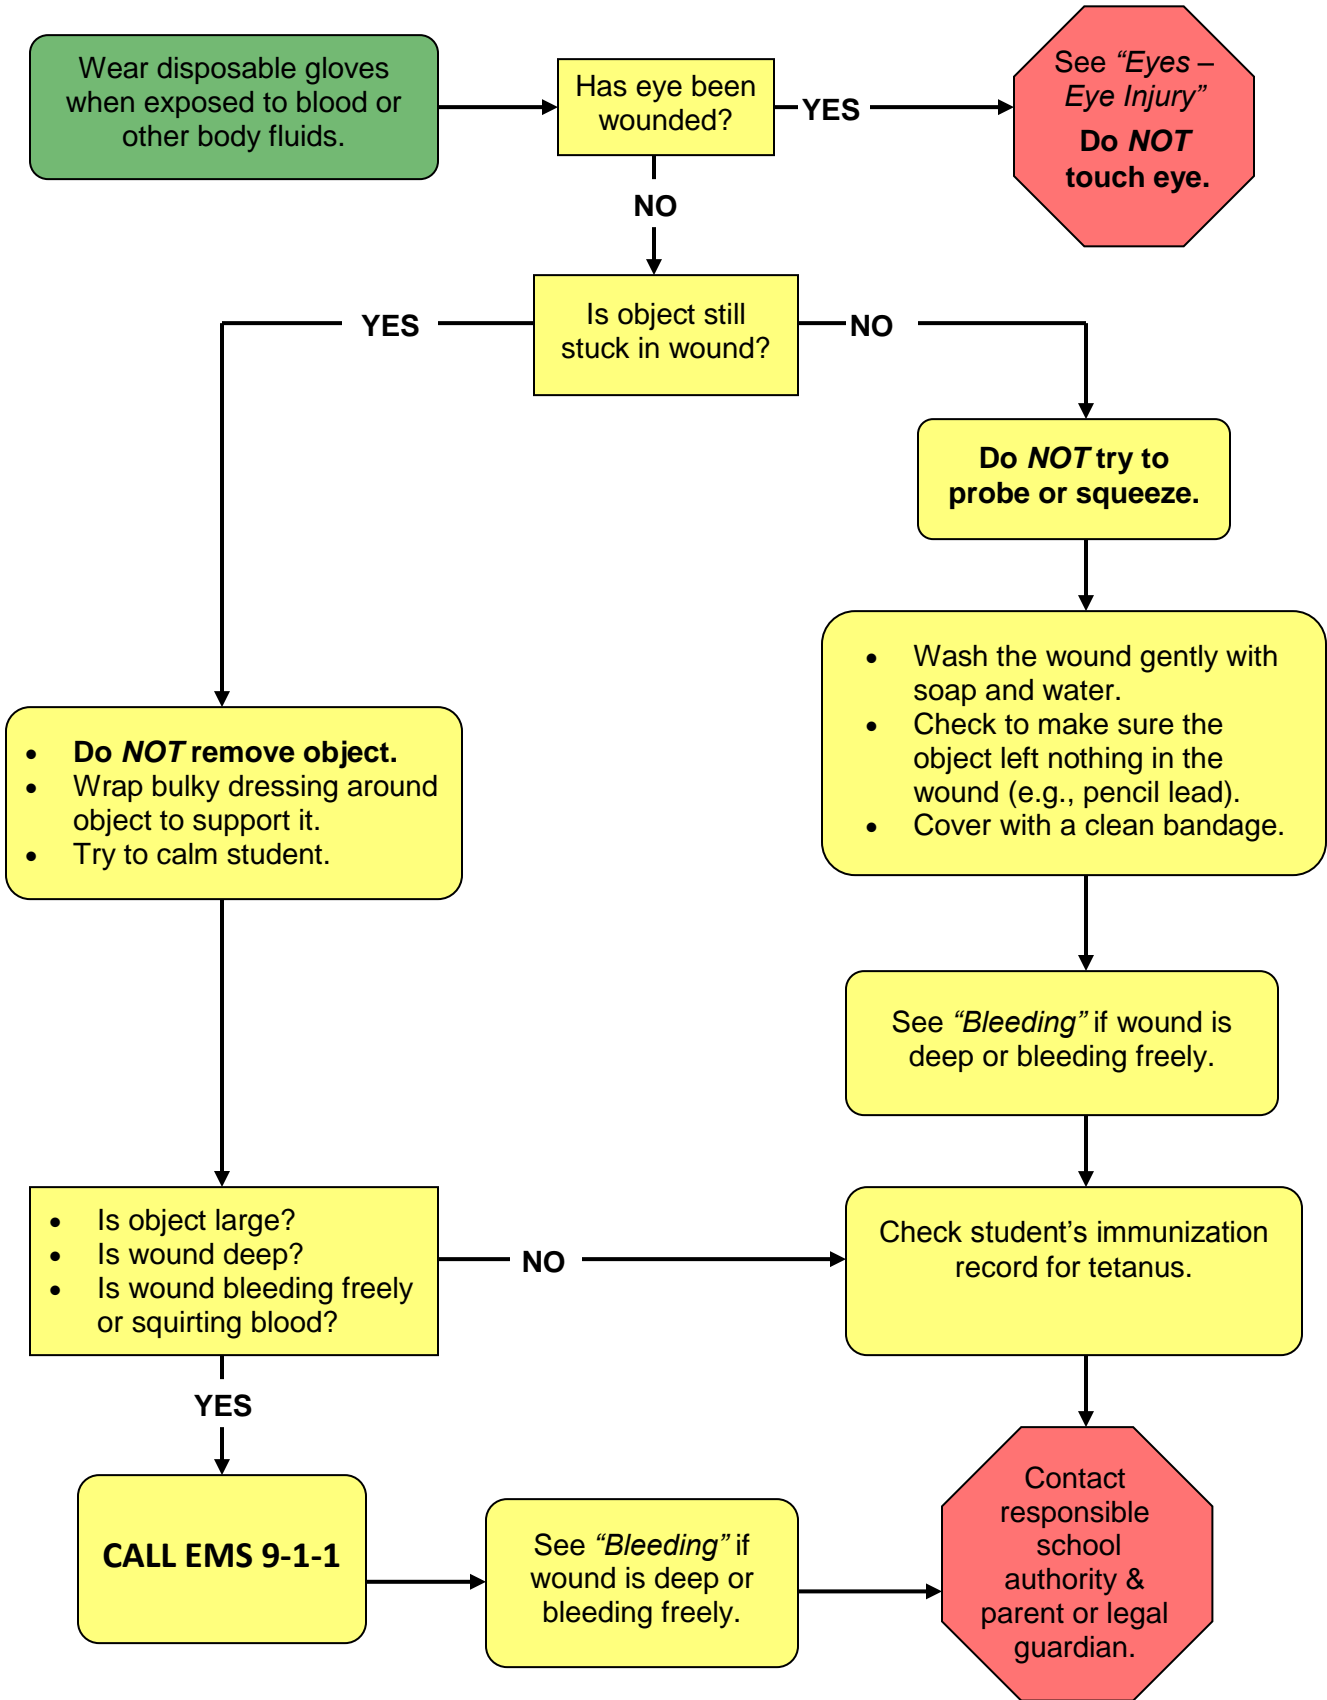 Wear disposable gloves
when exposed to blood or
other body fluids.
Has eye been
wounded?
YES
See “Eyes –
Eye Injury”
Do NOT
touch eye.
NO
Is object still
stuck in wound?
YES
NO
Do NOT try to
probe or squeeze.
• Wash the wound gently with
soap and water.
• Check to make sure the
object left nothing in the
wound (e.g., pencil lead).
• Cover with a clean bandage.
• Do NOT remove object.
• Wrap bulky dressing around
object to support it.
• Try to calm student.
See “Bleeding” if wound is
deep or bleeding freely.
• Is object large?
• Is wound deep?
• Is wound bleeding freely
or squirting blood?
NO
Check student’s immunization
record for tetanus.
YES
CALL EMS 9-1-1
See “Bleeding” if
wound is deep or
bleeding freely.
Contact
responsible
school
authority &
parent or legal
guardian.